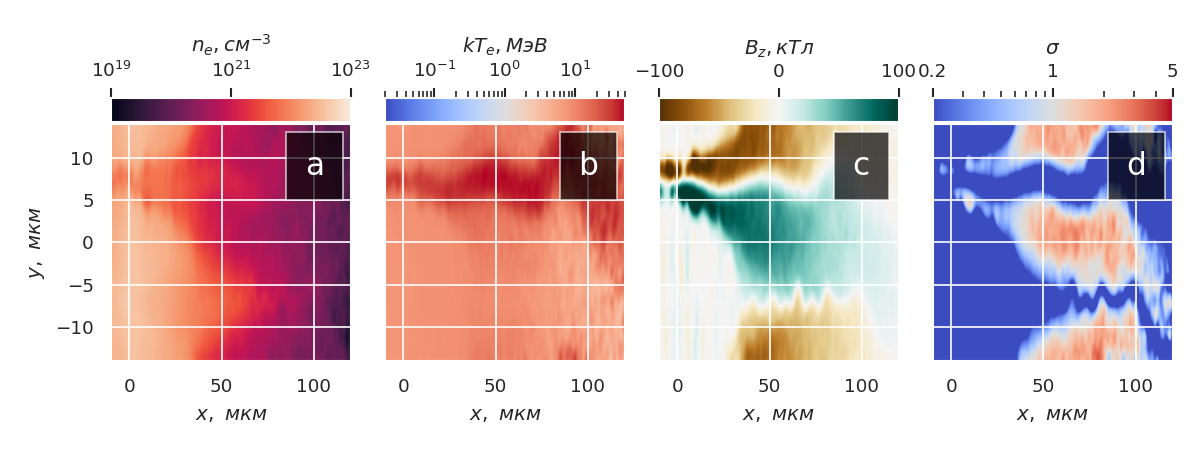 n_e, см^{-3}
kT_e, МэВ
B_z, кТл
σ
10^{19} 10^{21} 10^{23}
10^{-1} 10^0 10^1
−100 0 100
0.2 1 5
a b c d
10
5
0
−5
−10
y, мкм
0 50 100
0 50 100
0 50 100
0 50 100
x, мкм
x, мкм
x, мкм
x, мкм